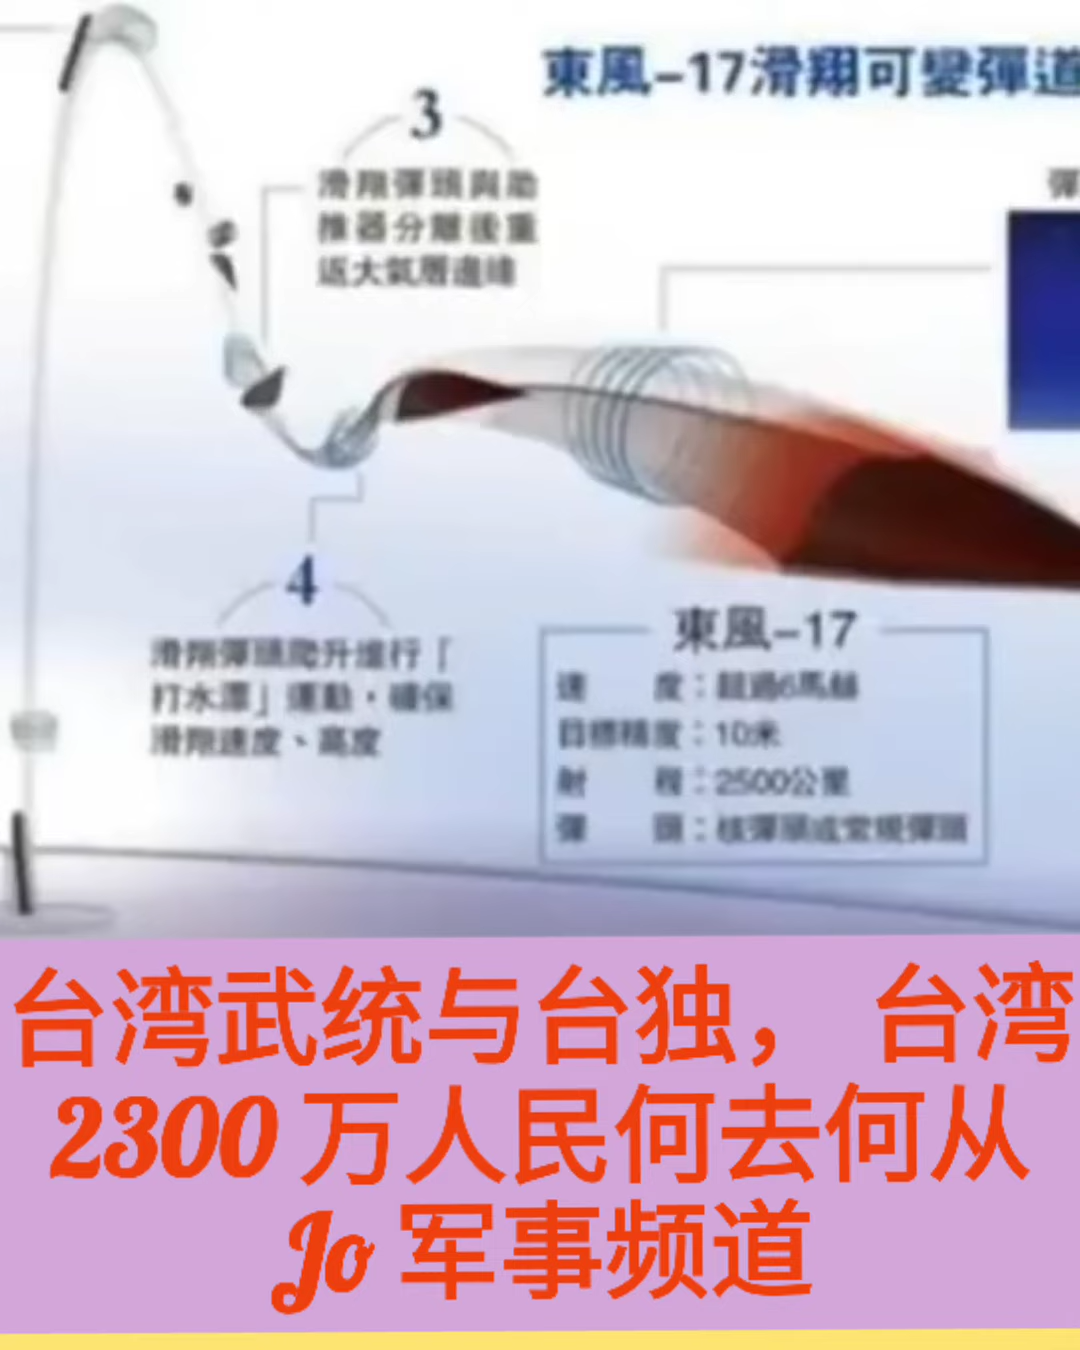 東風-17滑翔可變彈道
3
滑翔彈頭與助
推器分離後重
返大氣層邊緣
彈
4
滑翔彈頭爬升進行「
打水漂」運動，確保
滑翔速度、高度
東風-17
速 度：超過6馬赫
目標精度：10米
射 程：2500公里
彈 頭：核彈頭或常規彈頭
台湾武统与台独， 台湾
2300 万人民何去何从
Jo 军事频道